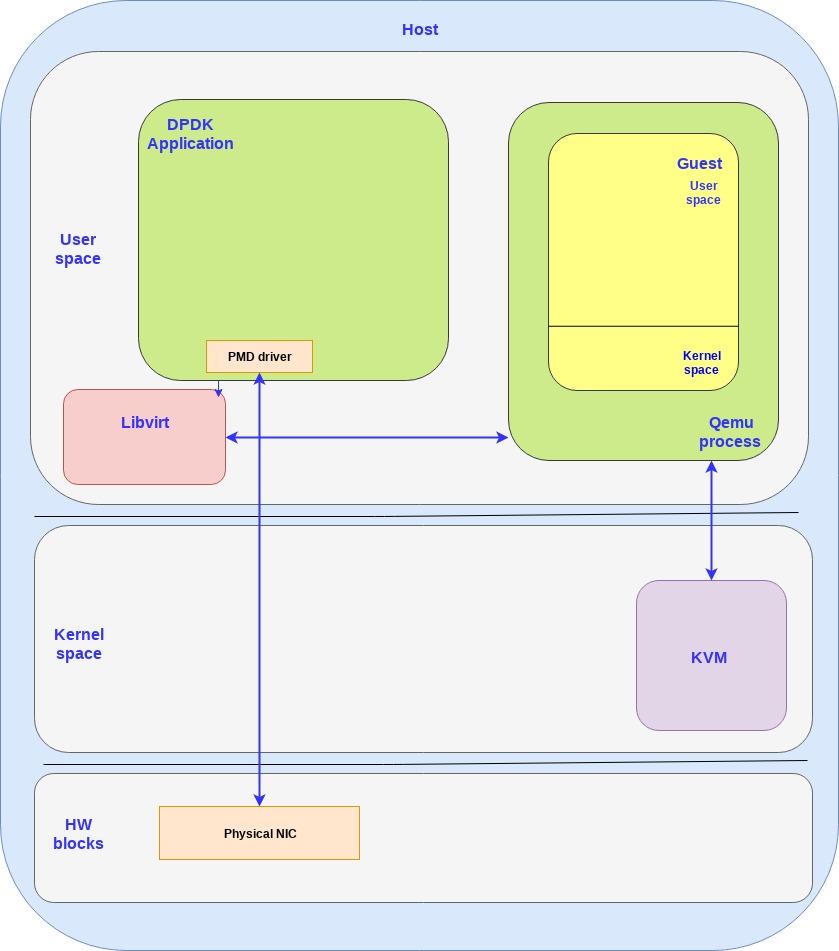 Host
DPDK
Application
Guest
User
space
User
space
PMD driver
Kernel
space
Libvirt
Qemu
process
Kernel
space
KVM
HW
blocks
Physical NIC